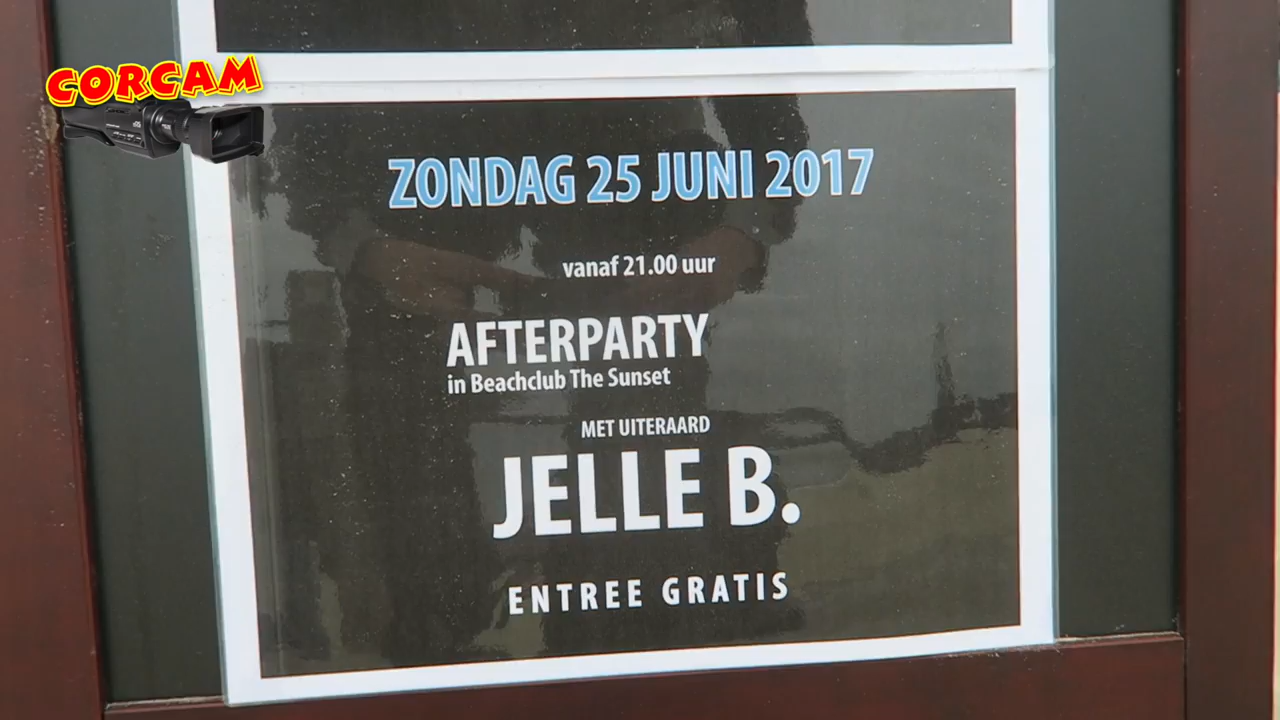 CORCAM
ZONDAG 25 JUNI 2017
vanaf 21.00 uur
AFTERPARTY
in Beachclub The Sunset
MET UITERAARD
JELLE B.
ENTREE GRATIS